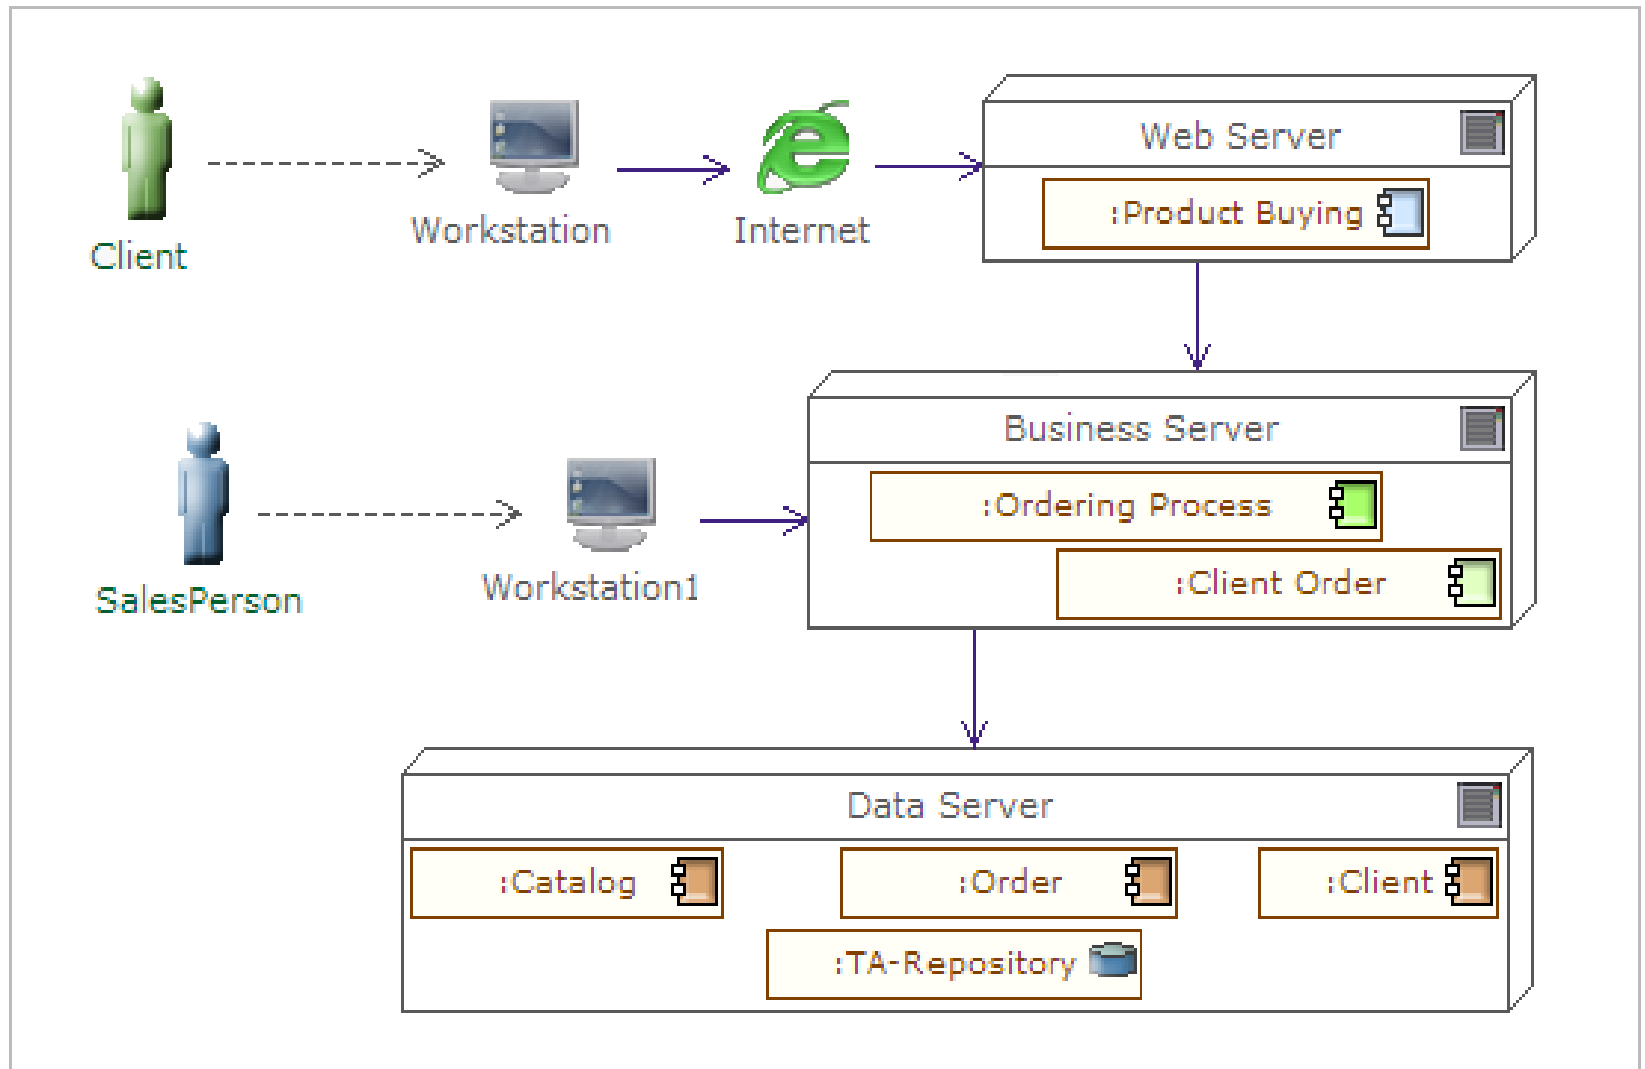 Web Server
:Product Buying
Workstation
Internet
Client
Business Server
:Ordering Process
:Client Order
Workstation1
SalesPerson
Data Server
:Catalog
:Order
:Client
:TA-Repository